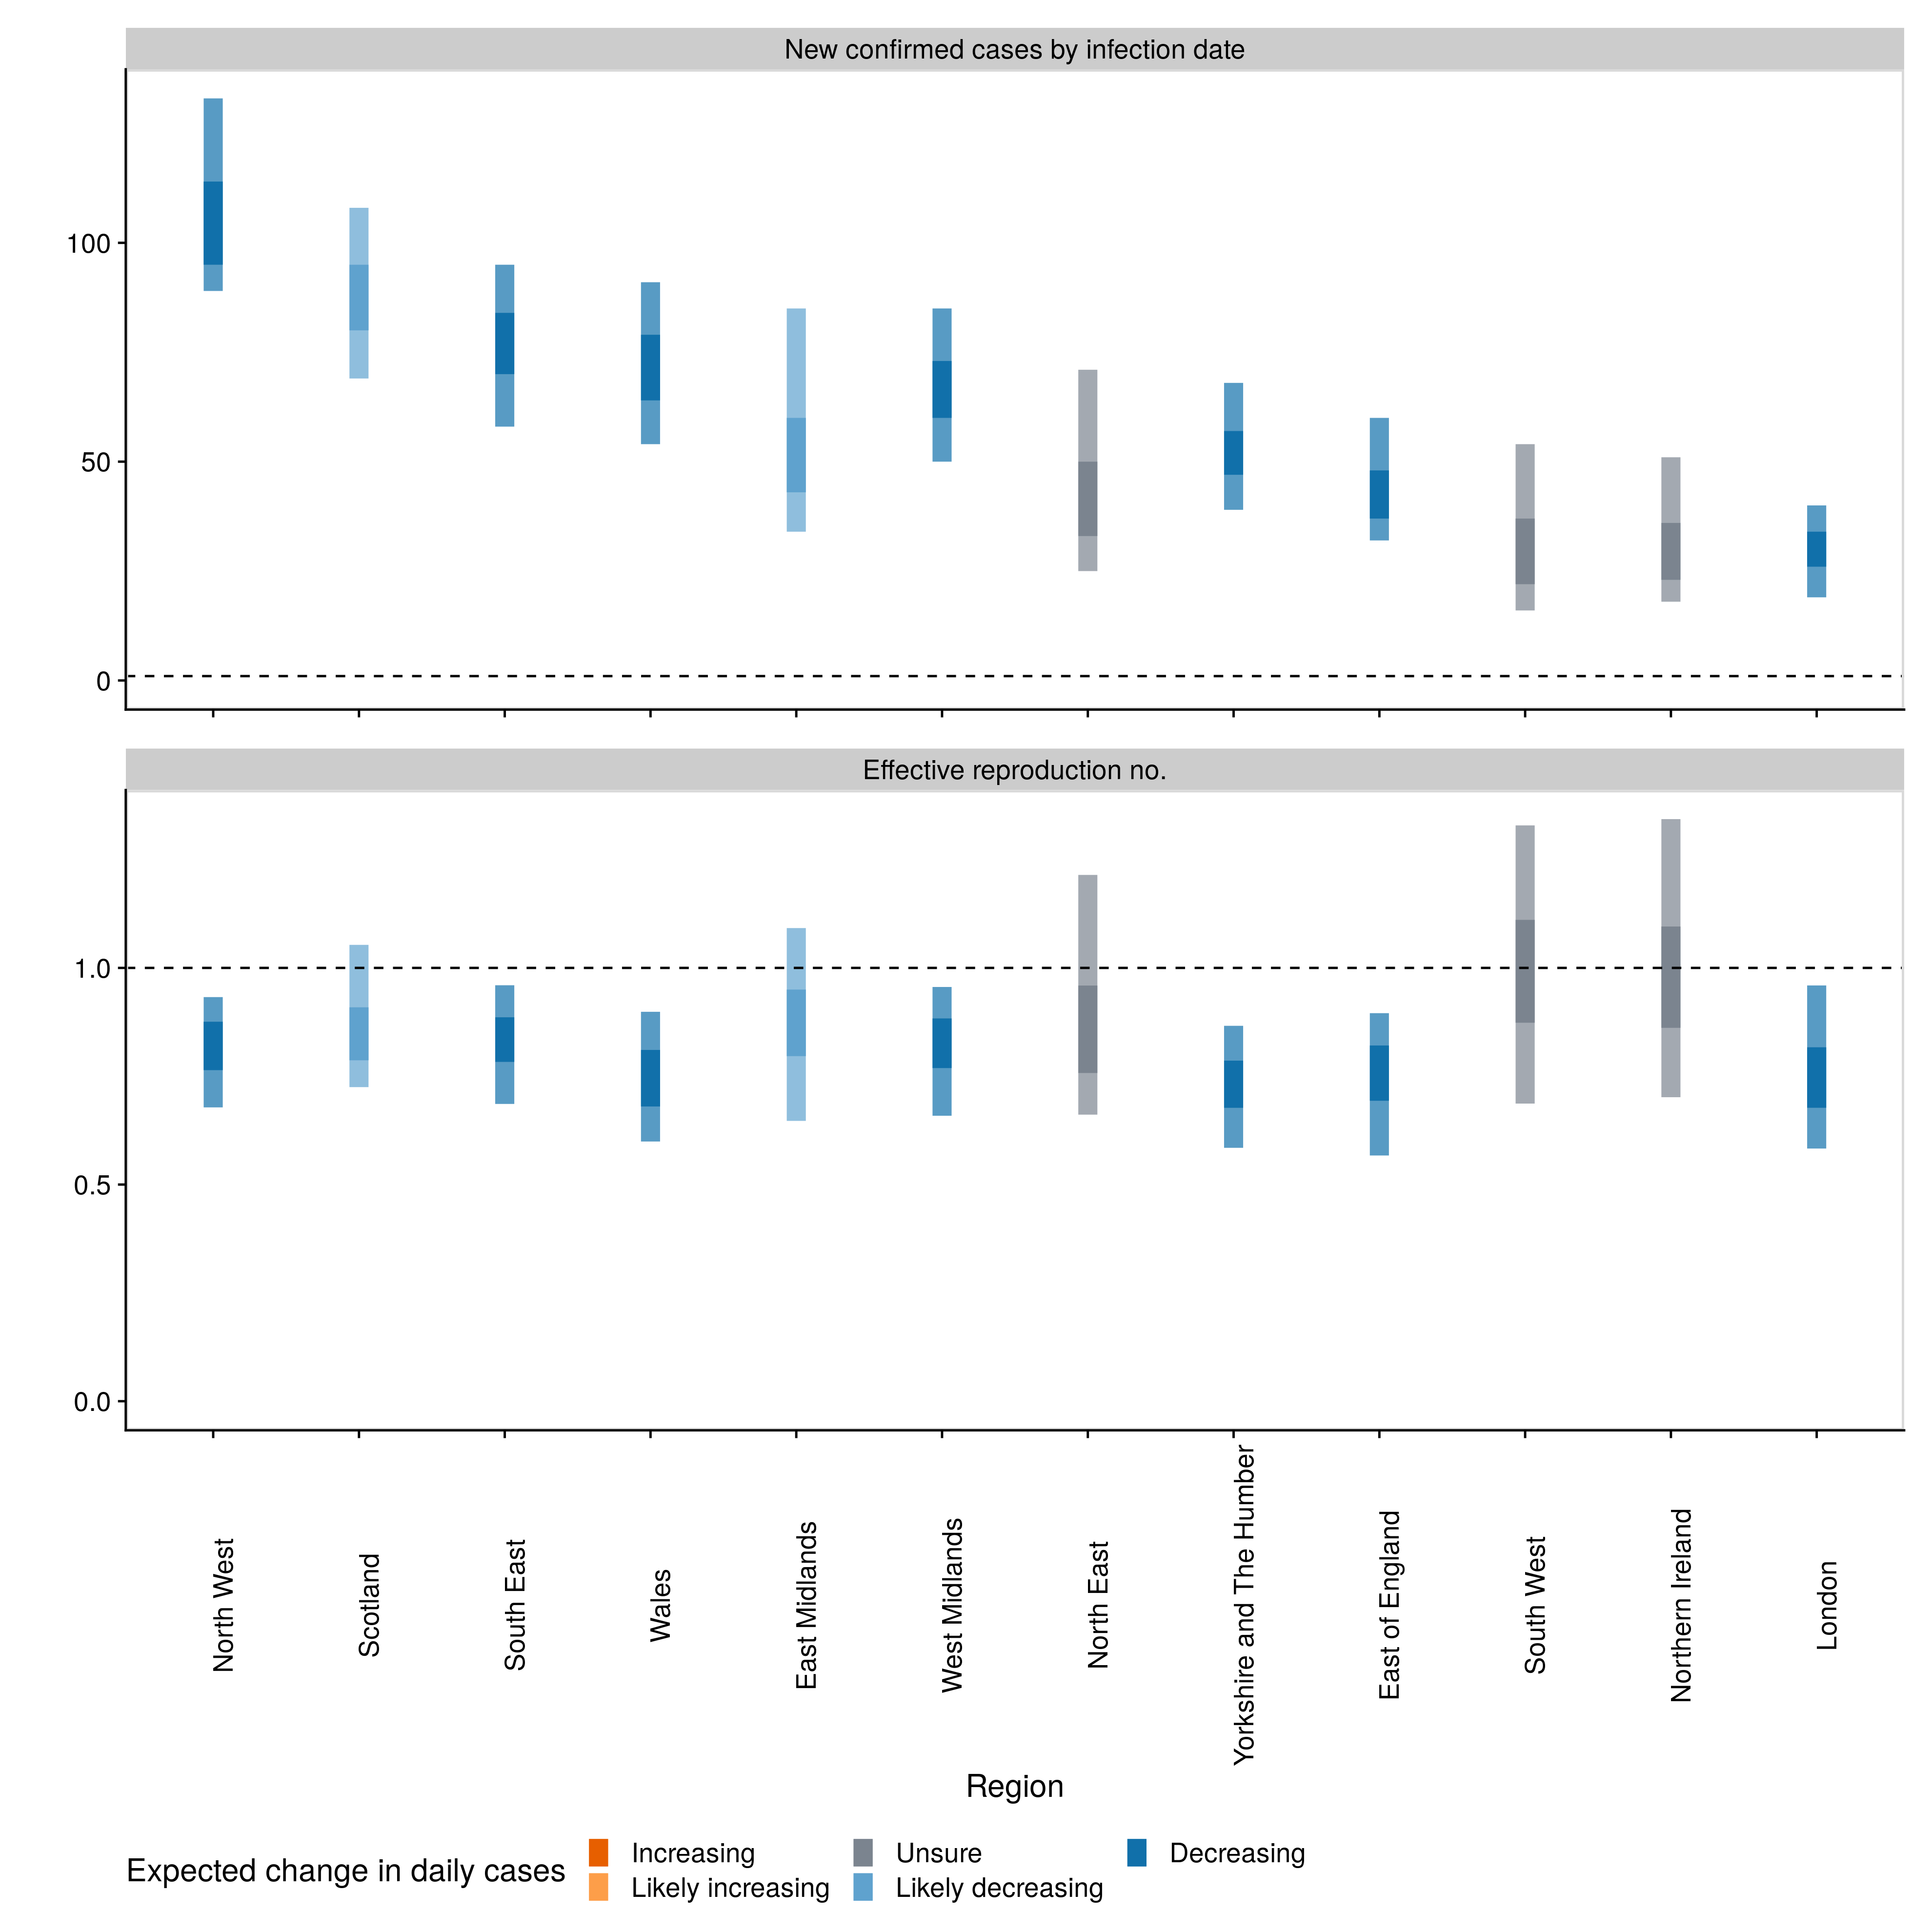 New confirmed cases by infection date
100
50
0
Effective reproduction no.
1.0
0.5
0.0
North West
Scotland
South East
Wales
East Midlands
West Midlands
North East
Yorkshire and The Humber
East of England
South West
Northern Ireland
London
Region
Expected change in daily cases
Increasing
Likely increasing
Unsure
Likely decreasing
Decreasing